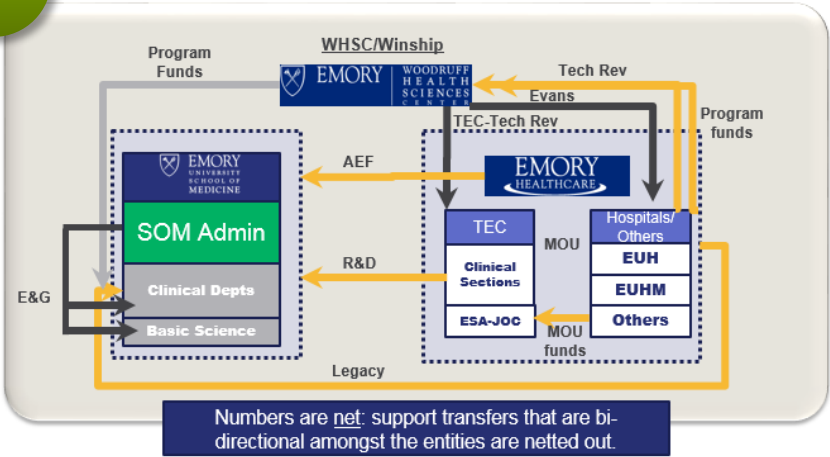 WHSC/Winship
Program
Funds
EMORY
WOODRUFF
HEALTH
SCIENCES
CENTER
Tech Rev
Evans
TEC-Tech Rev
Program
funds
EMORY
UNIVERSITY
SCHOOL OF
MEDICINE
AEF
EMORY
HEALTHCARE
SOM Admin
TEC
Hospitals/
Others
MOU
Clinical
Sections
EUH
R&D
Clinical Depts
EUHM
E&G
ESA-JOC
Others
Basic Science
MOU
funds
Legacy
Numbers are net: support transfers that are bi-
directional amongst the entities are netted out.